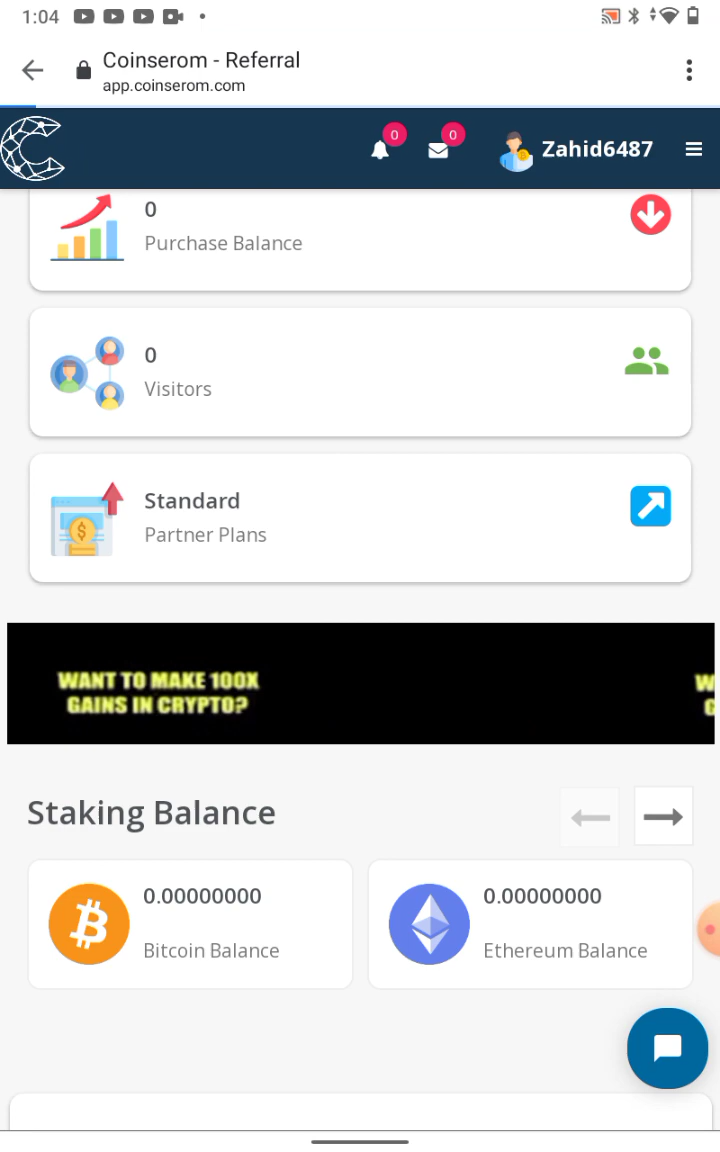 1:04
Coinserom - Referral
app.coinserom.com
0
0
Zahid6487
0
Purchase Balance
0
Visitors
Standard
Partner Plans
WANT TO MAKE 100X
GAINS IN CRYPTO?
W
G
Staking Balance
0.00000000
Bitcoin Balance
0.00000000
Ethereum Balance